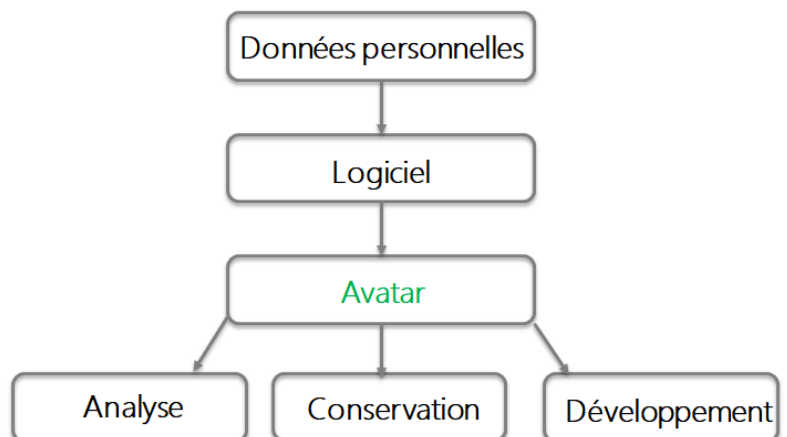 Données personnelles
Logiciel
Avatar
Analyse
Conservation
Développement